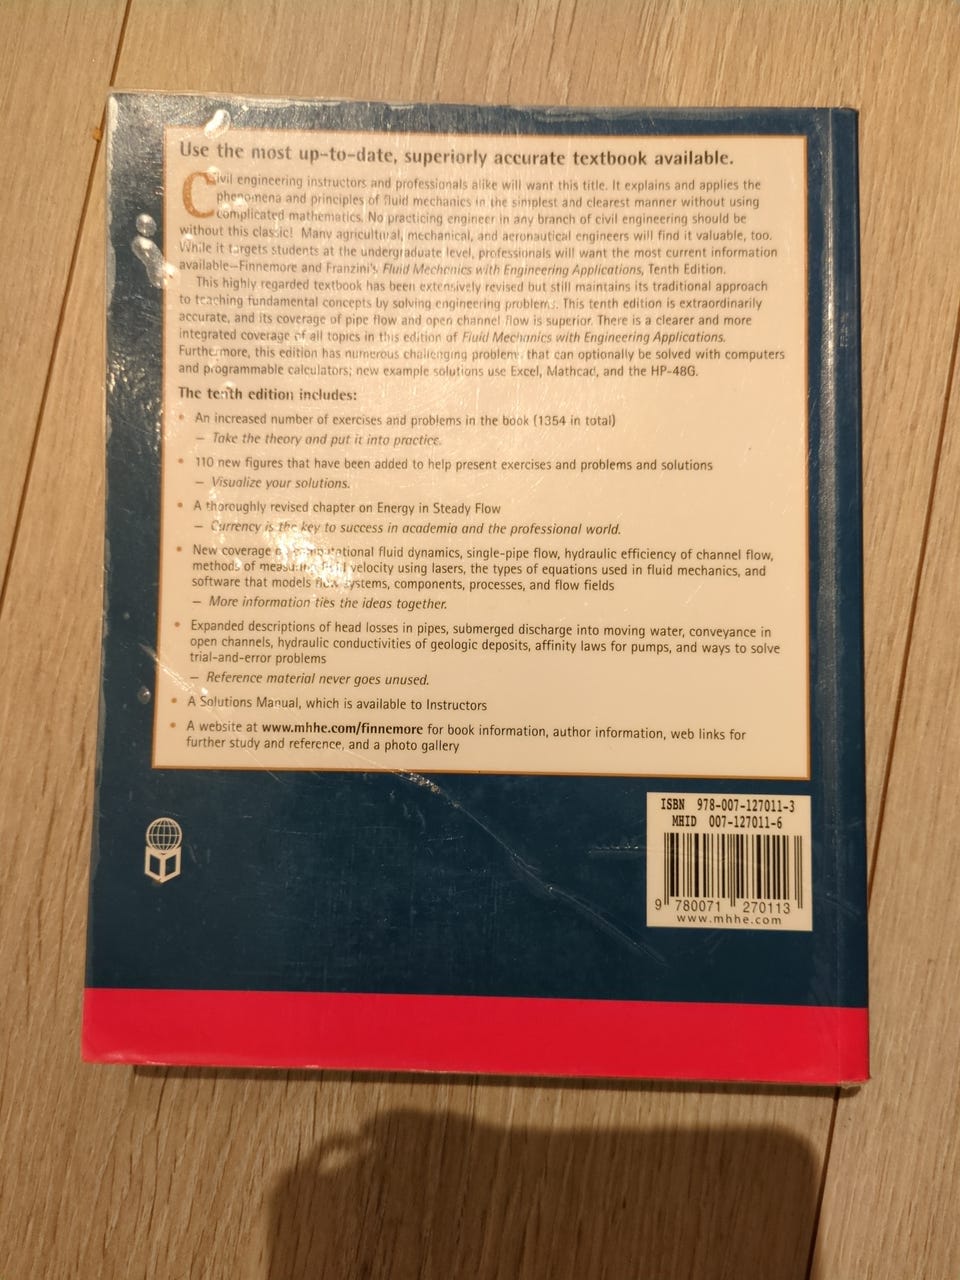 Use the most up-to-date, superiorly accurate textbook available.
Civil engineering instructors and professionals alike will want this title. It explains and applies the
phenomena and principles of fluid mechanics in the simplest and clearest manner without using
complicated mathematics. No practicing engineer in any branch of civil engineering should be
without this classic! Many agricultural, mechanical, and aeronautical engineers will find it valuable, too.
While it targets students at the undergraduate level, professionals will want the most current information
available—Finnemore and Franzini's Fluid Mechanics with Engineering Applications, Tenth Edition.
This highly regarded textbook has been extensively revised but still maintains its traditional approach
to teaching fundamental concepts by solving engineering problems. This tenth edition is extraordinarily
accurate, and its coverage of pipe flow and open channel flow is superior. There is a clearer and more
integrated coverage of all topics in this edition of Fluid Mechanics with Engineering Applications.
Furthermore, this edition has numerous challenging problems that can optionally be solved with computers
and programmable calculators; new example solutions use Excel, Mathcad, and the HP-48G.
The tenth edition includes:
• An increased number of exercises and problems in the book (1354 in total)
– Take the theory and put it into practice.
• 110 new figures that have been added to help present exercises and problems and solutions
– Visualize your solutions.
• A thoroughly revised chapter on Energy in Steady Flow
– Currency is the key to success in academia and the professional world.
• New coverage of computational fluid dynamics, single-pipe flow, hydraulic efficiency of channel flow,
methods of measuring fluid velocity using lasers, the types of equations used in fluid mechanics, and
software that models flow systems, components, processes, and flow fields
– More information ties the ideas together.
• Expanded descriptions of head losses in pipes, submerged discharge into moving water, conveyance in
open channels, hydraulic conductivities of geologic deposits, affinity laws for pumps, and ways to solve
trial-and-error problems
– Reference material never goes unused.
• A Solutions Manual, which is available to Instructors
• A website at www.mhhe.com/finnemore for book information, author information, web links for
further study and reference, and a photo gallery
ISBN 978-007-127011-3
MHID 007-127011-6
9 780071 270113
www.mhhe.com